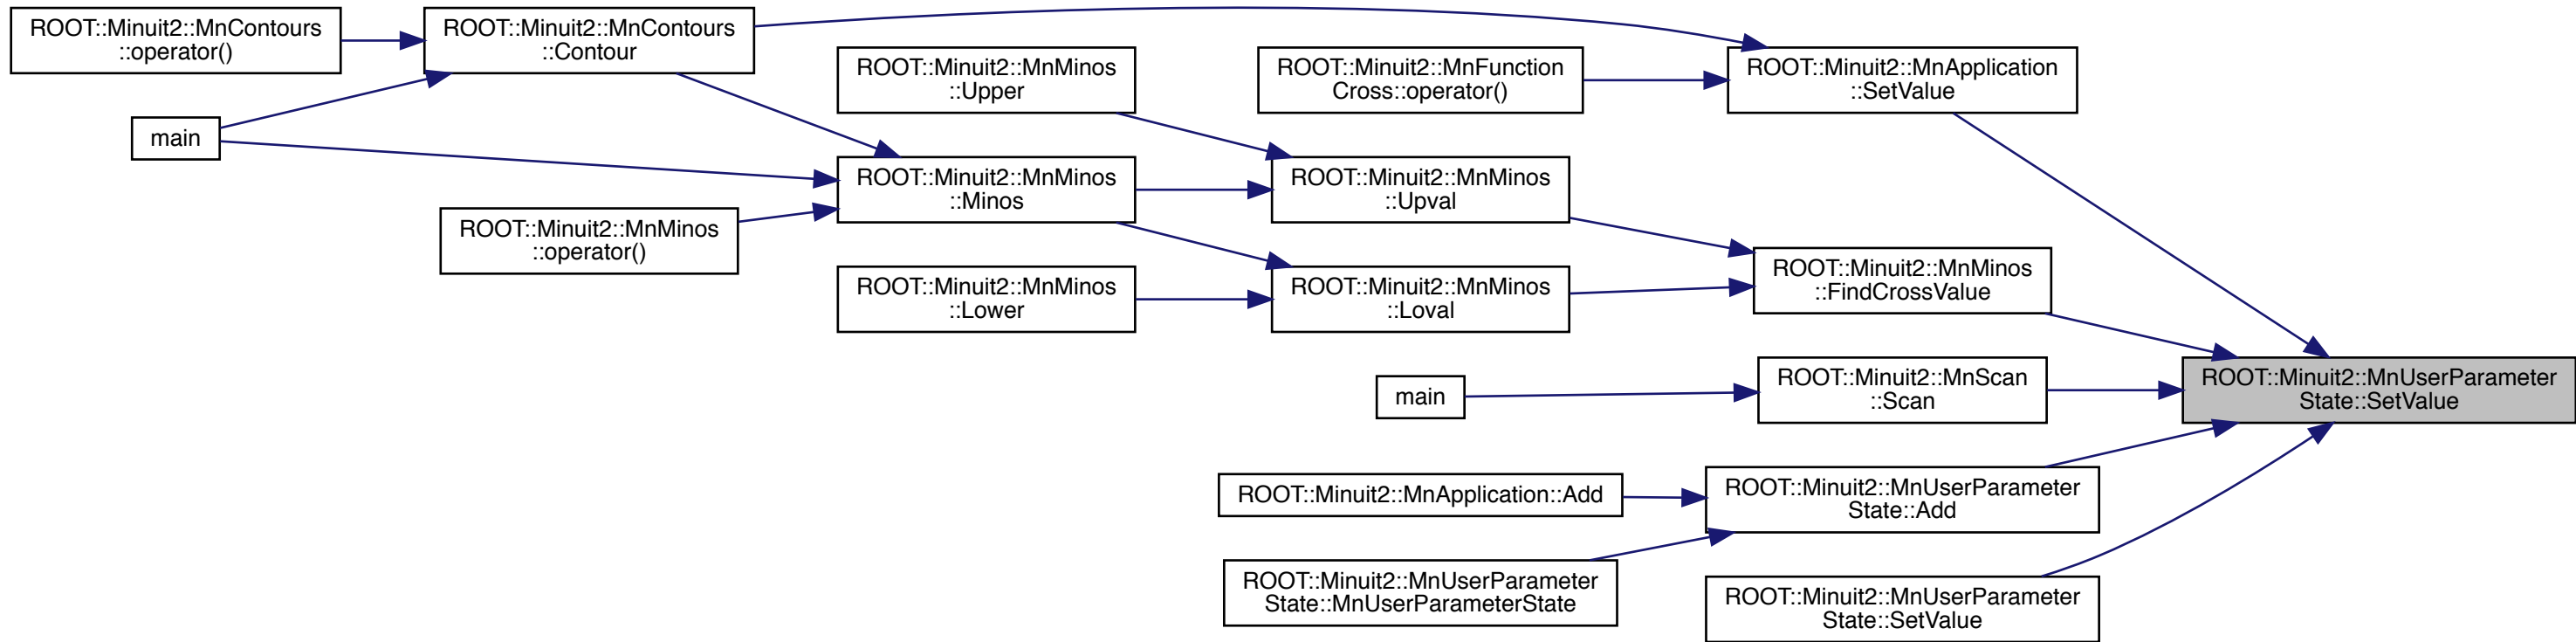 ROOT::Minuit2::MnContours
::operator()
ROOT::Minuit2::MnContours
::Contour
main
ROOT::Minuit2::MnMinos
::operator()
ROOT::Minuit2::MnMinos
::Upper
ROOT::Minuit2::MnMinos
::Minos
ROOT::Minuit2::MnMinos
::Lower
ROOT::Minuit2::MnFunction
Cross::operator()
ROOT::Minuit2::MnMinos
::Upval
ROOT::Minuit2::MnMinos
::Loval
main
ROOT::Minuit2::MnApplication::Add
ROOT::Minuit2::MnUserParameter
State::MnUserParameterState
ROOT::Minuit2::MnApplication
::SetValue
ROOT::Minuit2::MnMinos
::FindCrossValue
ROOT::Minuit2::MnScan
::Scan
ROOT::Minuit2::MnUserParameter
State::Add
ROOT::Minuit2::MnUserParameter
State::SetValue
ROOT::Minuit2::MnUserParameter
State::SetValue